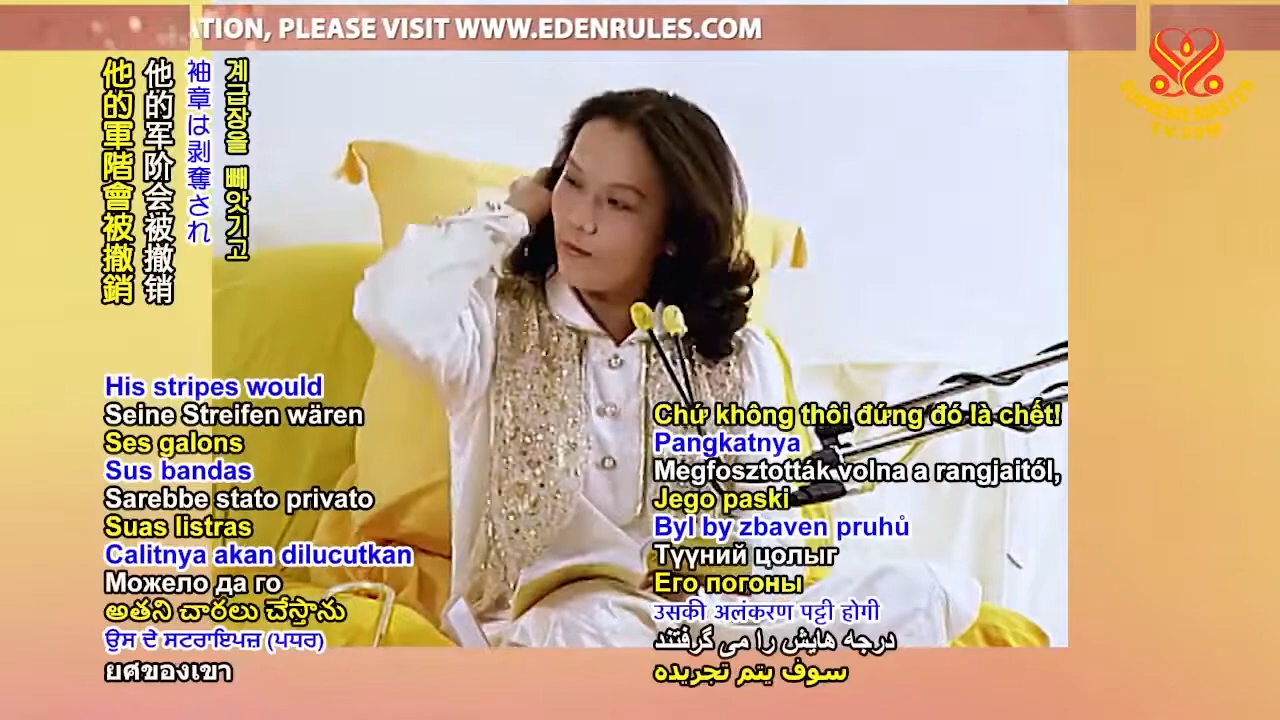 ATION, PLEASE VISIT WWW.EDENRULES.COM
SUPREME MASTER
TV.COM
他的軍階會被撤銷
他的军阶会被撤销
袖章は剥奪され
계급장을 빼앗기고
His stripes would
Seine Streifen wären
Ses galons
Sus bandas
Sarebbe stato privato
Suas listras
Calitnya akan dilucutkan
Можело да го
అతని చారలు చేస్తాను
ਉਸ ਦੇ ਸਟਰਾਇਪਜ਼ (ਪਧਰ)
ยศของเขา
Chứ không thôi đứng đó là chết!
Pangkatnya
Megfosztották volna a rangjaitól,
Jego paski
Byl by zbaven pruhů
Түүний цолыг
Его погоны
उसकी अलंकरण पट्टी होगी
درجه هایش را می گرفتند
سوف يتم تجريده